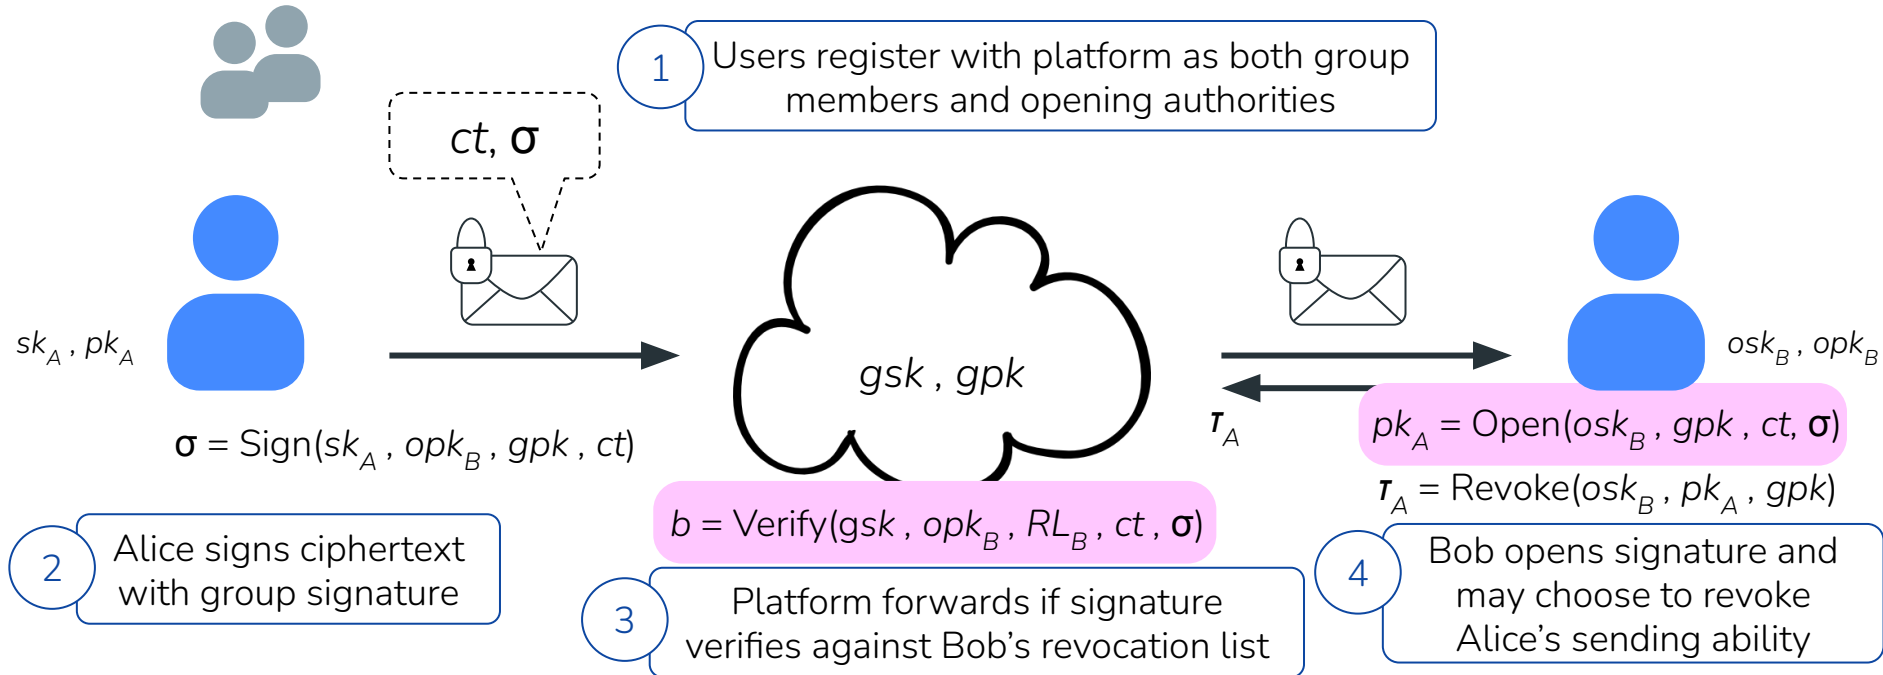 1
Users register with platform as both group
members and opening authorities
ct, σ
sk_A , pk_A
gsk , gpk
osk_B , opk_B
σ = Sign(sk_A , opk_B , gpk , ct)
τ_A
pk_A = Open(osk_B , gpk , ct, σ)
τ_A = Revoke(osk_B , pk_A , gpk)
b = Verify(gsk , opk_B , RL_B , ct , σ)
2
Alice signs ciphertext
with group signature
3
Platform forwards if signature
verifies against Bob’s revocation list
4
Bob opens signature and
may choose to revoke
Alice’s sending ability